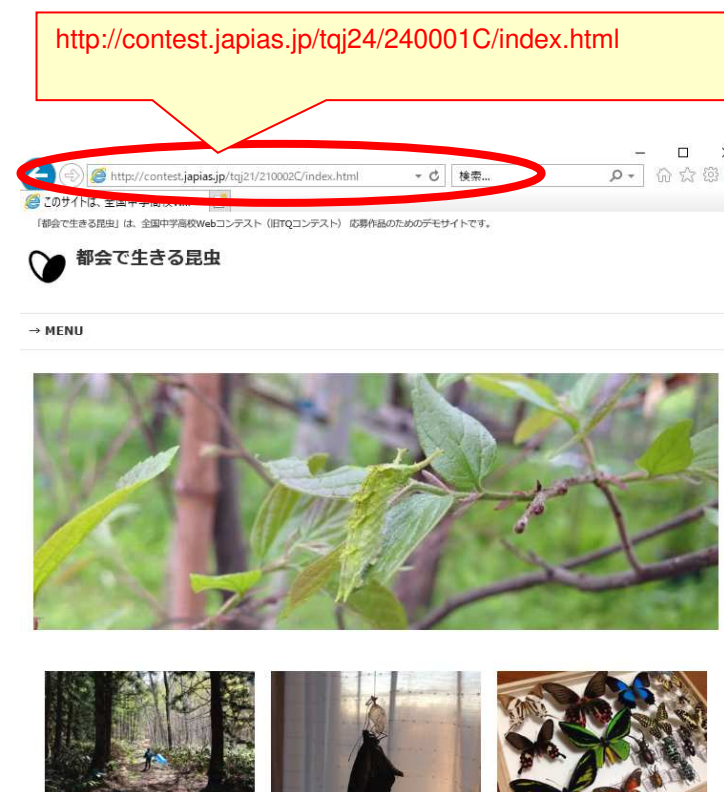 http://contest.japias.jp/tqj24/240001C/index.html
http://contest.japias.jp/tqj21/210002C/index.html
検索...
このサイトは、全国中学高校W...
「都会で生きる昆虫」は、全国中学高校Webコンテスト（旧TQコンテスト） 応募作品のためのデモサイトです。
都会で生きる昆虫
→ MENU